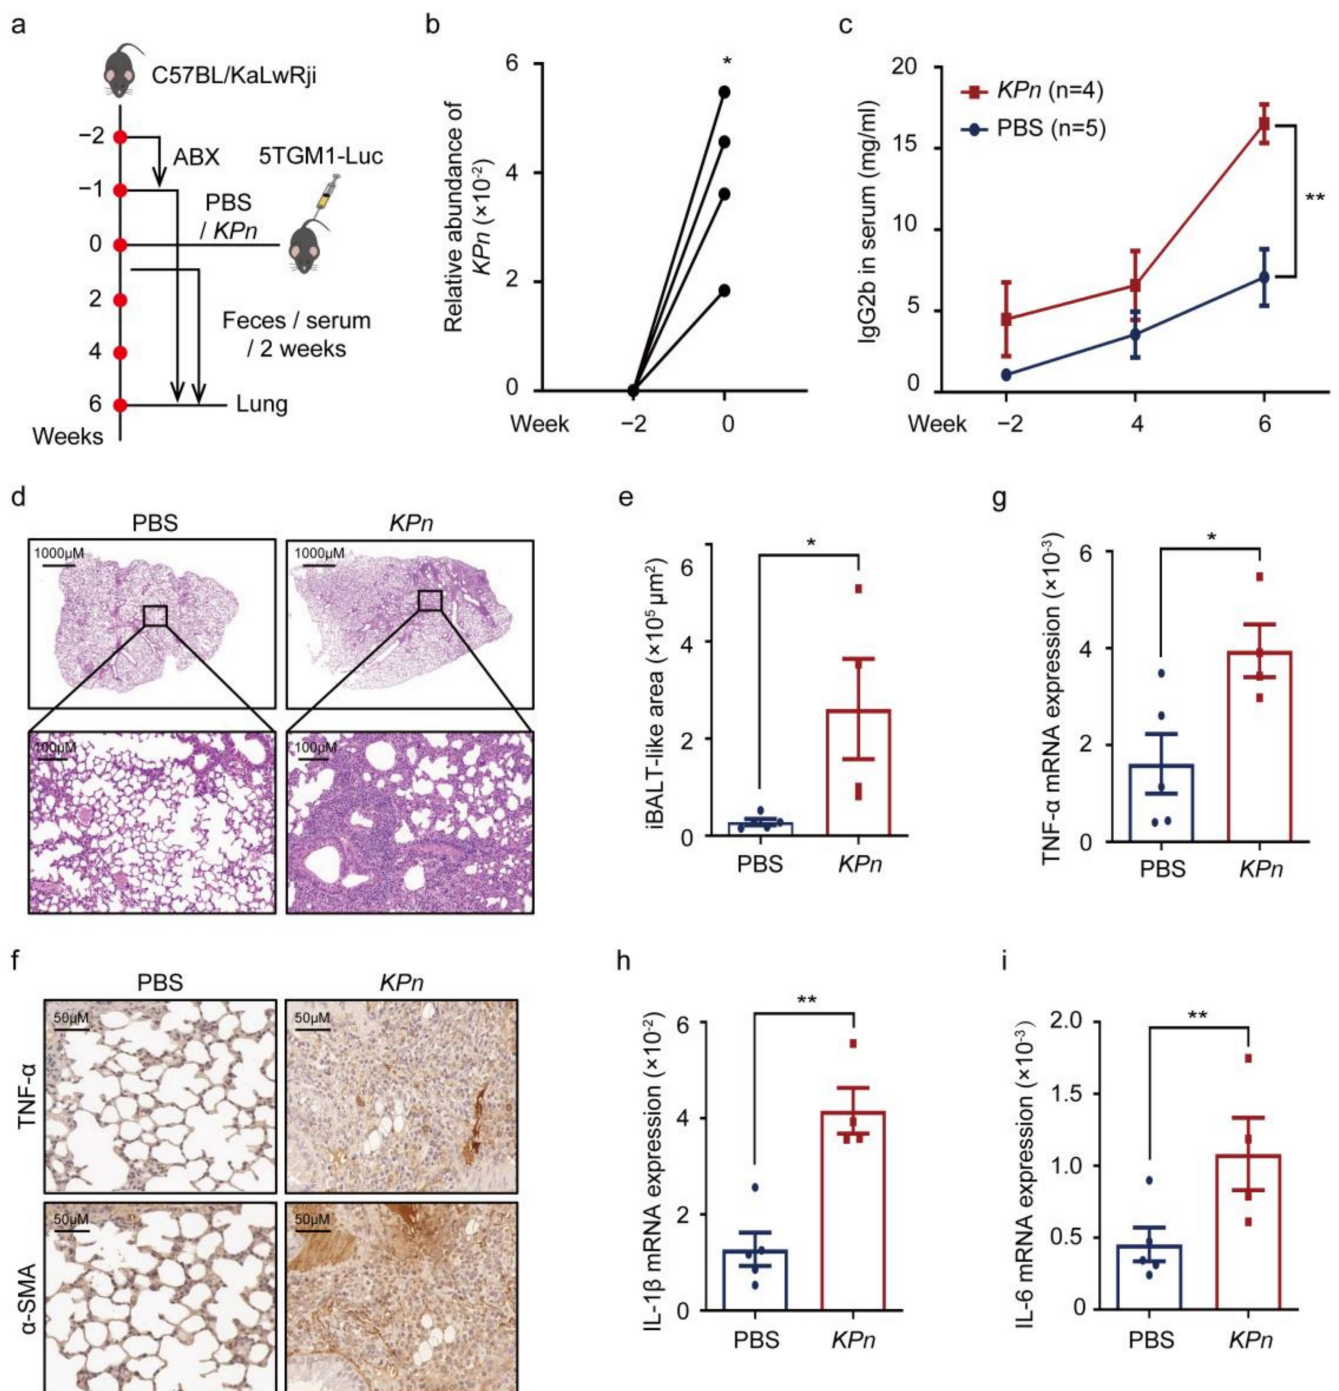 a
C57BL/KaLwRji
−2
ABX
5TGM1-Luc
−1
PBS
/ KPn
0
2
Feces / serum
/ 2 weeks
4
6
Lung
Weeks
b
Relative abundance of
KPn (×10-2)
6
4
2
0
*
Week
−2
0
c
IgG2b in serum (mg/ml)
20
15
10
5
0
KPn (n=4)
PBS (n=5)
**
Week
−2
4
6
d
PBS
KPn
1000μM
1000μM
100μM
100μM
e
iBALT-like area (×10⁵ μm²)
6
4
2
0
*
PBS
KPn
g
TNF-α mRNA expression (×10-3)
6
4
2
0
*
PBS
KPn
f
PBS
KPn
TNF-α
50μM
50μM
α-SMA
50μM
50μM
h
IL-1β mRNA expression (×10-2)
6
4
2
0
**
PBS
KPn
i
IL-6 mRNA expression (×10-3)
2.0
1.5
1.0
0.5
0
**
PBS
KPn